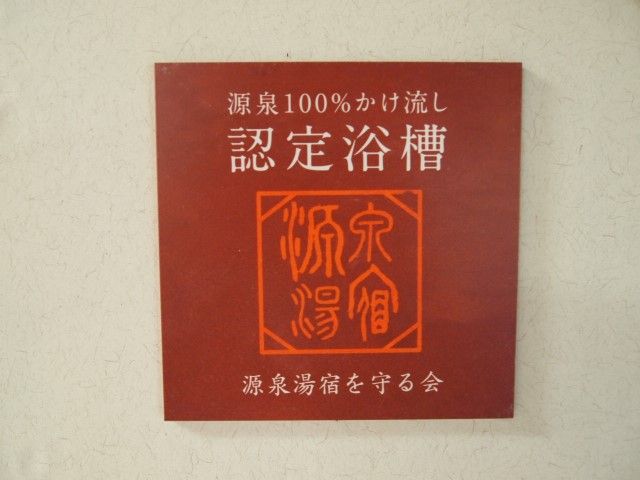 源泉100%かけ流し
認定浴槽
源泉
湯宿
源泉湯宿を守る会